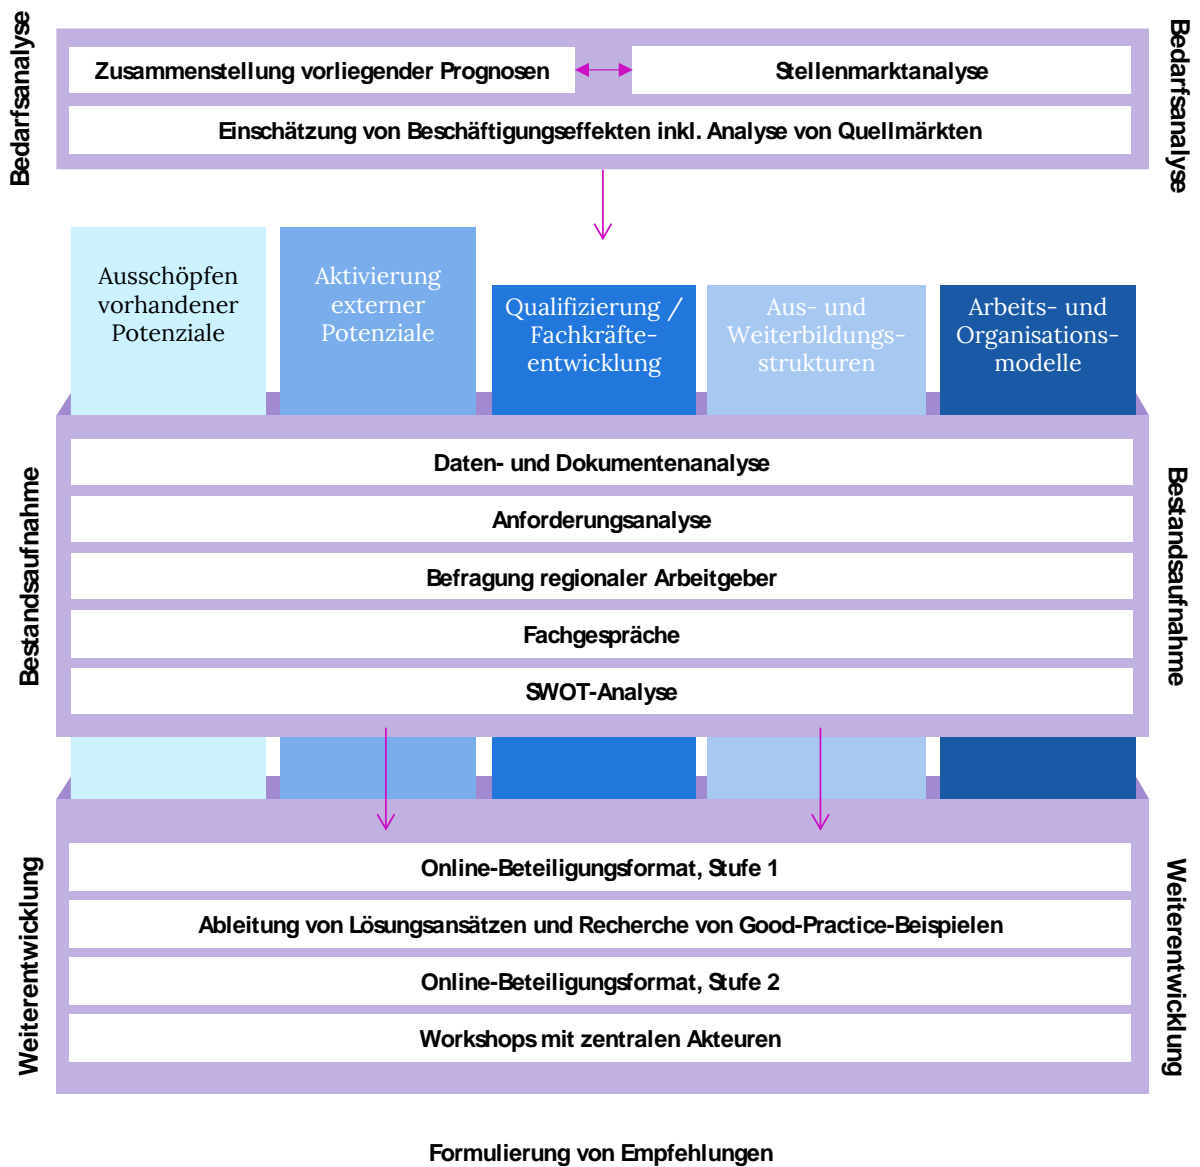 Bedarfsanalyse
Bedarfsanalyse
Zusammenstellung vorliegender Prognosen
Stellenmarktanalyse
Einschätzung von Beschäftigungseffekten inkl. Analyse von Quellmärkten
Ausschöpfen
vorhandener
Potenziale
Aktivierung
externer
Potenziale
Qualifizierung /
Fachkräfte-
entwicklung
Aus- und
Weiterbildungs-
strukturen
Arbeits- und
Organisations-
modelle
Bestandsaufnahme
Bestandsaufnahme
Daten- und Dokumentenanalyse
Anforderungsanalyse
Befragung regionaler Arbeitgeber
Fachgespräche
SWOT-Analyse
Weiterentwicklung
Weiterentwicklung
Online-Beteiligungsformat, Stufe 1
Ableitung von Lösungsansätzen und Recherche von Good-Practice-Beispielen
Online-Beteiligungsformat, Stufe 2
Workshops mit zentralen Akteuren
Formulierung von Empfehlungen